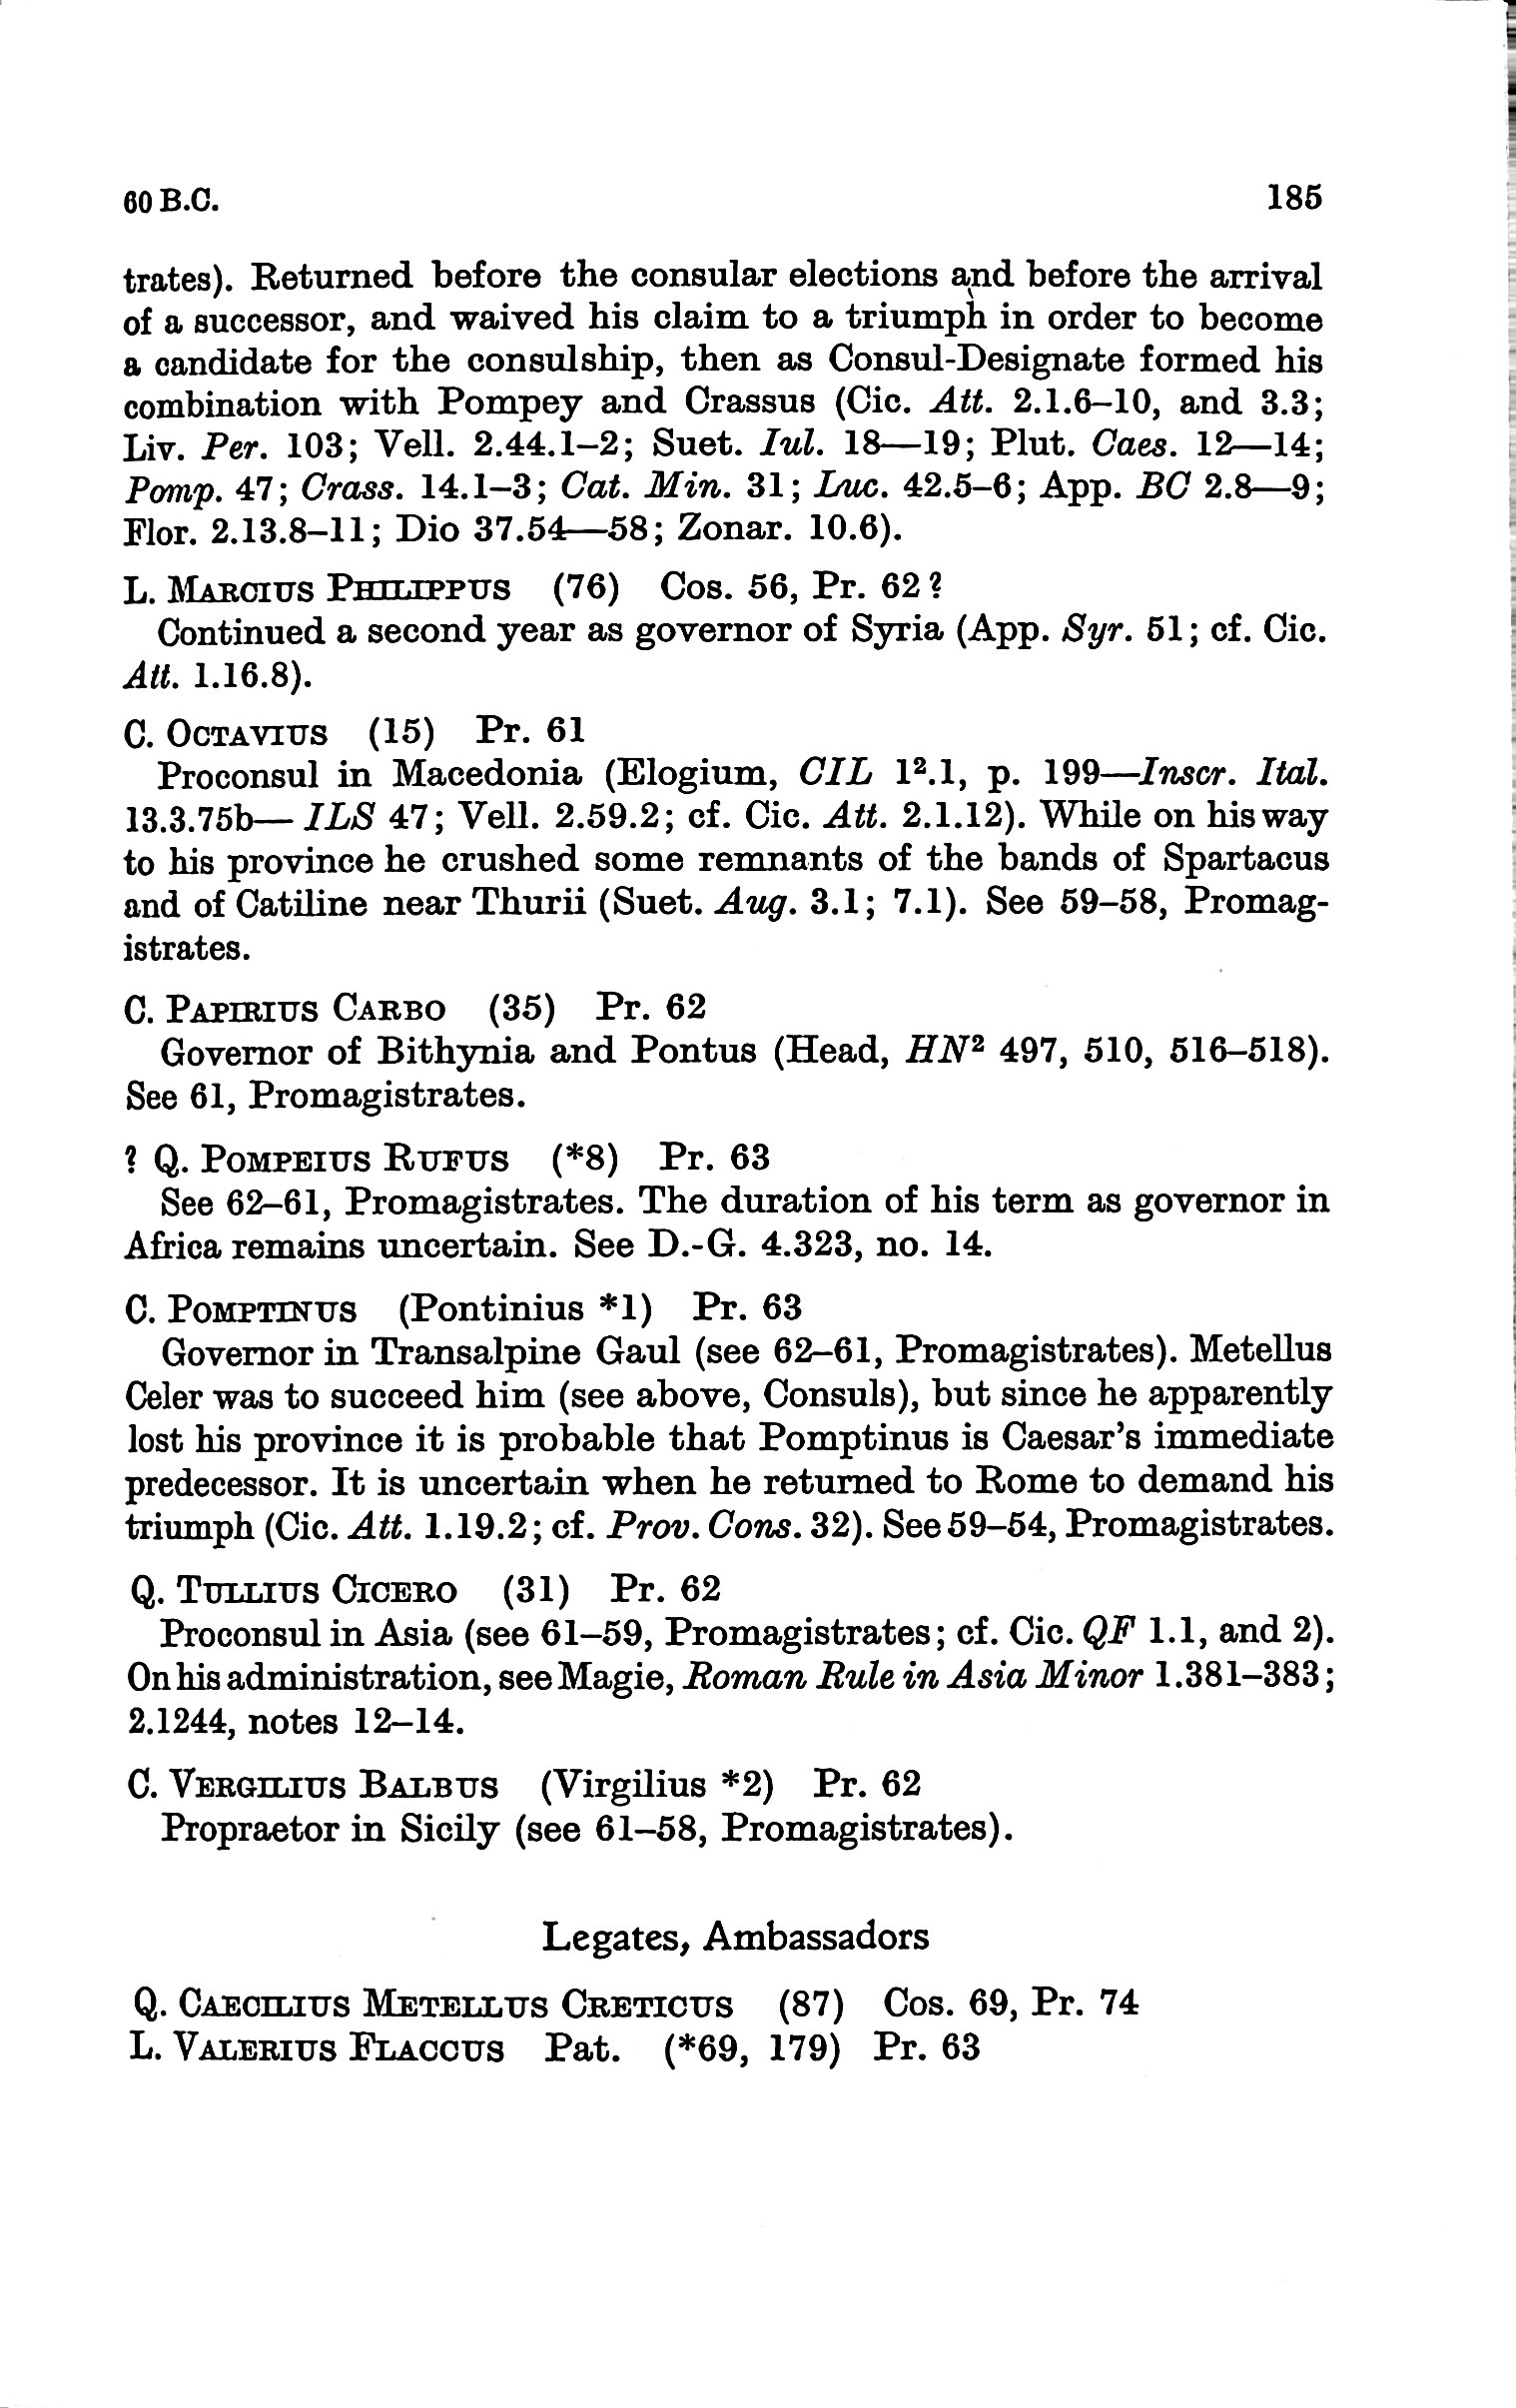 60 B.C. 185
trates). Returned before the consular elections and before the arrival
of a successor, and waived his claim to a triumph in order to become
a candidate for the consulship, then as Consul-Designate formed his
combination with Pompey and Crassus (Cic. Att. 2.1.6–10, and 3.3;
Liv. Per. 103; Vell. 2.44.1–2; Suet. Iul. 18—19; Plut. Caes. 12—14;
Pomp. 47; Crass. 14.1–3; Cat. Min. 31; Luc. 42.5–6; App. BC 2.8—9;
Flor. 2.13.8–11; Dio 37.54—58; Zonar. 10.6).
L. MARCIUS PHILIPPUS (76) Cos. 56, Pr. 62?
Continued a second year as governor of Syria (App. Syr. 51; cf. Cic.
Att. 1.16.8).
C. OCTAVIUS (15) Pr. 61
Proconsul in Macedonia (Elogium, CIL 1².1, p. 199—Inscr. Ital.
13.3.75b— ILS 47; Vell. 2.59.2; cf. Cic. Att. 2.1.12). While on his way
to his province he crushed some remnants of the bands of Spartacus
and of Catiline near Thurii (Suet. Aug. 3.1; 7.1). See 59–58, Promag-
istrates.
C. PAPIRIUS CARBO (35) Pr. 62
Governor of Bithynia and Pontus (Head, HN² 497, 510, 516–518).
See 61, Promagistrates.
? Q. POMPEIUS RUFUS (*8) Pr. 63
See 62–61, Promagistrates. The duration of his term as governor in
Africa remains uncertain. See D.-G. 4.323, no. 14.
C. POMPTINUS (Pontinius *1) Pr. 63
Governor in Transalpine Gaul (see 62–61, Promagistrates). Metellus
Celer was to succeed him (see above, Consuls), but since he apparently
lost his province it is probable that Pomptinus is Caesar's immediate
predecessor. It is uncertain when he returned to Rome to demand his
triumph (Cic. Att. 1.19.2; cf. Prov. Cons. 32). See 59–54, Promagistrates.
Q. TULLIUS CICERO (31) Pr. 62
Proconsul in Asia (see 61–59, Promagistrates; cf. Cic. QF 1.1, and 2).
On his administration, see Magie, Roman Rule in Asia Minor 1.381–383;
2.1244, notes 12–14.
C. VERGILIUS BALBUS (Virgilius *2) Pr. 62
Propraetor in Sicily (see 61–58, Promagistrates).
Legates, Ambassadors
Q. CAECILIUS METELLUS CRETICUS (87) Cos. 69, Pr. 74
L. VALERIUS FLACCUS Pat. (*69, 179) Pr. 63